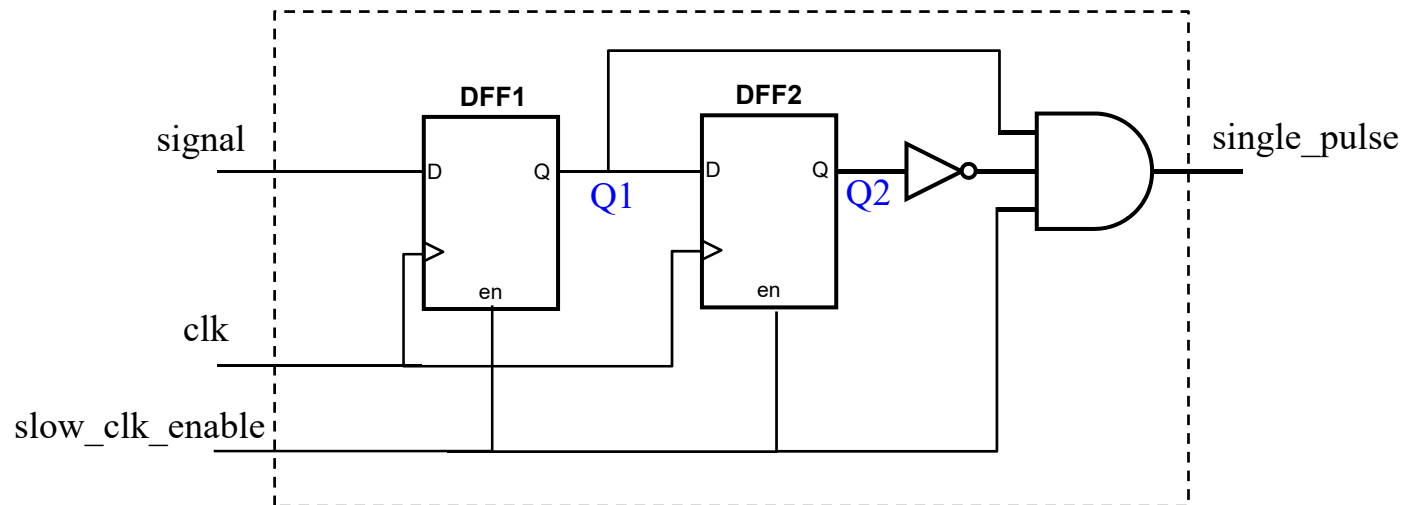 DFF1
DFF2
signal
D
Q
Q1
D
Q
Q2
single_pulse
en
en
clk
slow_clk_enable